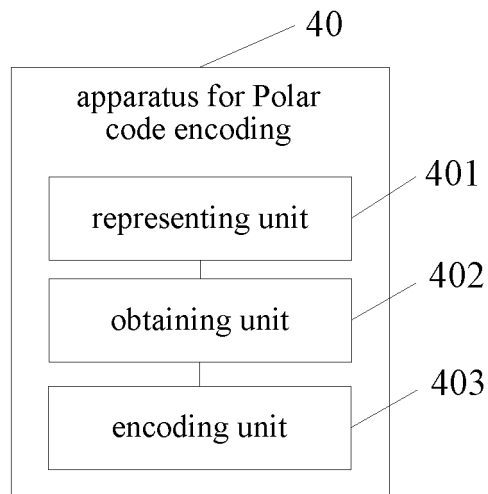 40
apparatus for Polar
code encoding
401
representing unit
402
obtaining unit
403
encoding unit